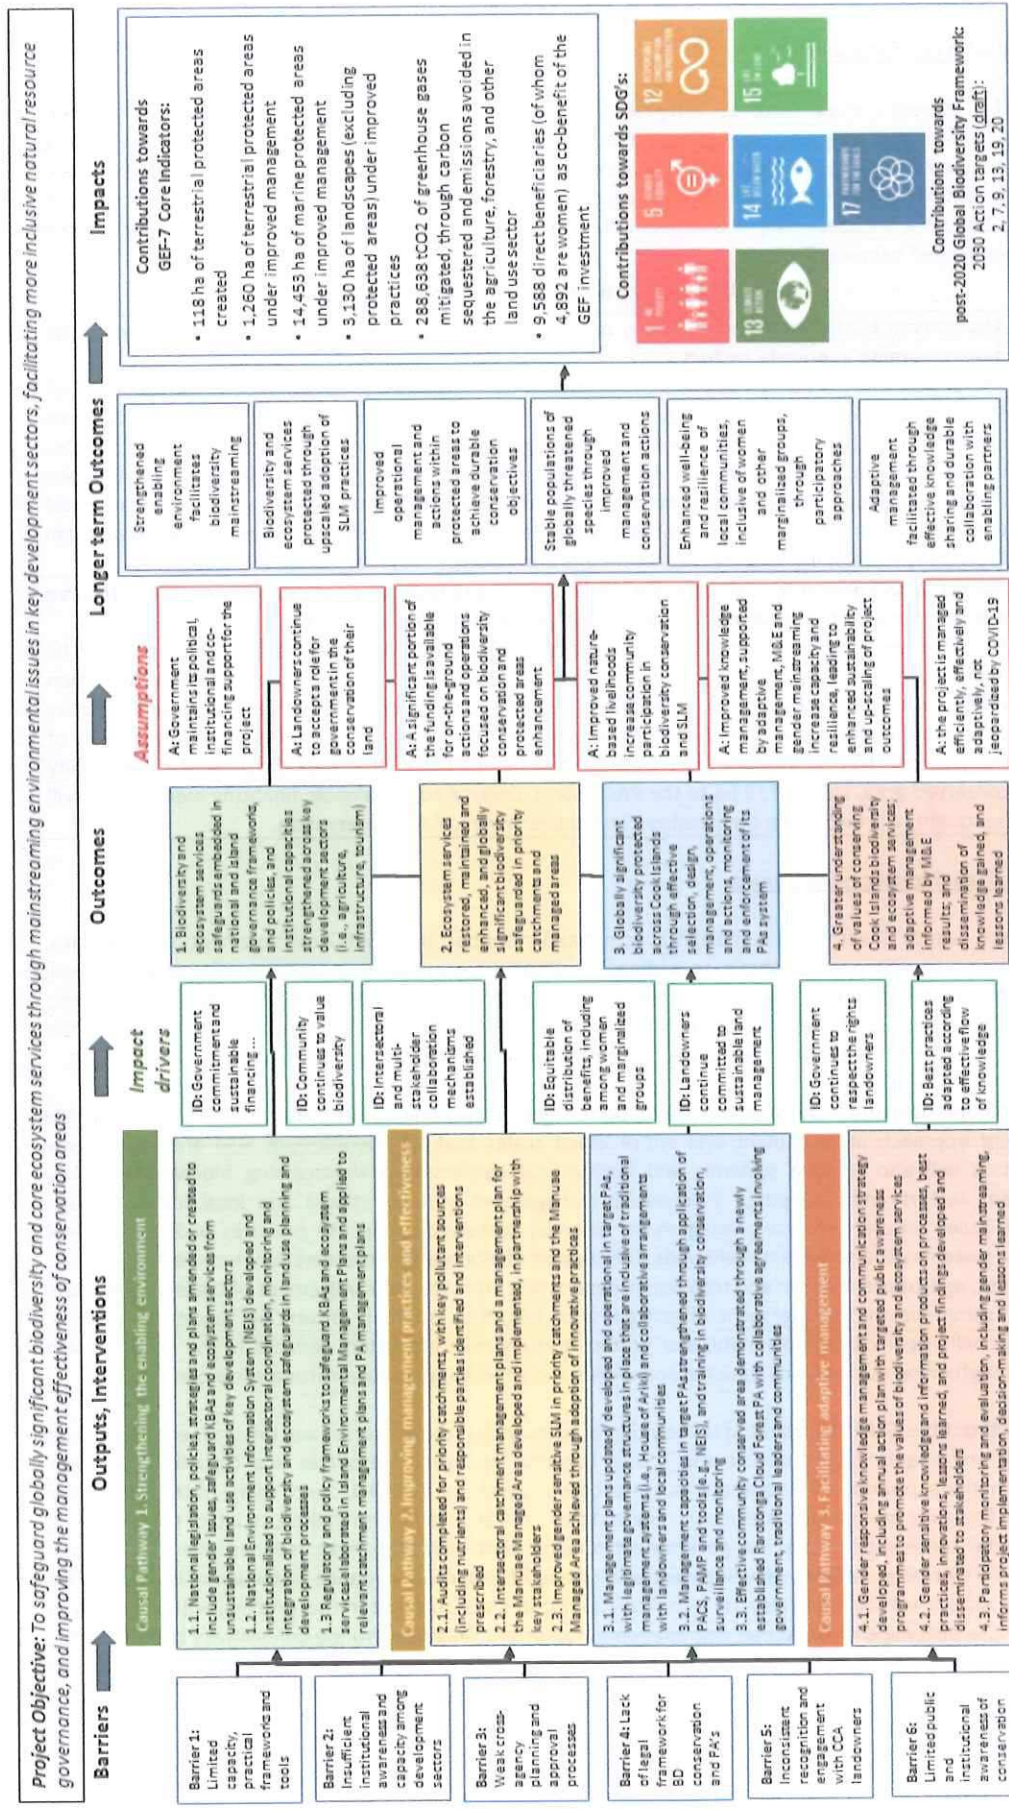 Project Objective: To safeguard globally significant biodiversity and core ecosystem services through mainstreaming environmental issues in key development sectors, facilitating more inclusive natural resource
governance, and improving the management effectiveness of conservation areas
Barriers
Outputs, Interventions
Outcomes
Longer term Outcomes
Impacts
Barrier 1:
Limited
capacity,
practical
frameworks and
tools
Barrier 2:
Insufficient
institutional
awareness and
capacity among
development
sectors
Barrier 3:
Weak cross-
agency
planning and
approval
processes
Barrier 4: Lack
of legal
framework for
BD
conservation
and PA's
Barrier 5:
Inconsistent
recognition and
engagement
with CCA
landowners
Barrier 6:
Limited public
and
institutional
awareness of
conservation
Causal Pathway 1. Strengthening the enabling environment
1.1. National legislation, policies, strategies and plans amended or created to
include gender issues, safeguard KBAs and ecosystem services from
unsustainable land use activities of key development sectors
1.2. National Environment Information System (NEIS) developed and
institutionalized to support intersectoral coordination, monitoring and
integration of biodiversity and ecosystem safeguards in land use planning and
development processes
1.3 Regulatory and policy frameworks to safeguard KBAs and ecosystem
services elaborated in Island Environmental Management Plans and applied to
relevant catchment management plans and PA management plans
Causal Pathway 2. Improving management practices and effectiveness
2.1. Audits completed for priority catchments, with key pollutant sources
(including nutrients) and responsible parties identified and interventions
prescribed
2.2. Intersectoral catchment management plans and a management plan for
the Manuae Managed Area developed and implemented, in partnership with
key stakeholders
2.3. Improved gender sensitive SLM in priority catchments and the Manuae
Managed Area achieved through adoption of innovative practices
3.1. Management plans updated/ developed and operational in target PAs,
with legitimate governance structures in place that are inclusive of traditional
management systems (i.e., House of Ariki) and collaborative arrangements
with landowners and local communities
3.2. Management capacities in target PAs strengthened through application of
PACS, PAMP and tools (e.g., NEIS), and training in biodiversity conservation,
surveillance and monitoring
3.3. Effective community conserved area demonstrated through a newly
established Rarotonga Cloud Forest PA with collaborative agreements involving
government, traditional leaders and communities
Causal Pathway 3. Facilitating adaptive management
4.1. Gender responsive knowledge management and communication strategy
developed, including annual action plan with targeted public awareness
programmes to promote the values of biodiversity and ecosystem services
4.2. Gender sensitive knowledge and information products on processes, best
practices, innovations, lessons learned, and project findings developed and
disseminated to stakeholders
4.3. Participatory monitoring and evaluation, including gender mainstreaming,
informs project implementation, decision-making and lessons learned
Impact
drivers
ID: Government
commitment and
sustainable
financing...
ID: Community
continues to value
biodiversity
ID: Intersectoral
and multi-
stakeholder
collaboration
mechanisms
established
ID: Equitable
distribution of
benefits, including
among women
and marginalized
groups
ID: Landowners
continue
committed to
sustainable land
management
ID: Government
continues to
respect the rights
landowners
ID: Best practices
adapted according
to effective flow
of knowledge
1. Biodiversity and
ecosystem services
safeguards embedded in
national and island
governance frameworks,
and policies, and
institutional capacities
strengthened across key
development sectors
(i.e., agriculture,
infrastructure, tourism)
2. Ecosystem services
restored, maintained and
enhanced, and globally
significant biodiversity
safeguarded in priority
catchments and
managed areas
3. Globally significant
biodiversity protected
across Cook Islands
through effective
selection, design,
management, operations
and actions, monitoring
and enforcement of its
PAs system
4. Greater understanding
of values of conserving
Cook Islands biodiversity
and ecosystem services;
adaptive management
informed by M&E
results; and
dissemination of
knowledge gained, and
lessons learned
Assumptions
A: Government
maintains its political,
institutional and co-
financing support for the
project
A: Landowners continue
to accept a role for
government in the
conservation of their
land
A: A significant portion of
the funding is available
for on-the-ground
actions and operations
focused on biodiversity
conservation and
protected areas
enhancement
A: Improved nature-
based livelihoods
increase community
participation in
biodiversity conservation
and SLM
A: Improved knowledge
management, supported
by adaptive
management, M&E and
gender mainstreaming
increase capacity and
resilience, leading to
enhanced sustainability
and up-scaling of project
outcomes
A: the project is managed
efficiently, effectively and
adaptively, not
jeopardized by COVID-19
Strengthened
enabling
environment
facilitates
biodiversity
mainstreaming
Biodiversity and
ecosystem services
protected through
upscaled adoption of
SLM practices
Improved
operational
management and
actions within
protected areas to
achieve durable
conservation
objectives
Stable populations of
globally threatened
species through
improved
management and
conservation actions
Enhanced well-being
and resilience of
local communities,
inclusive of women
and other
marginalized groups,
through
participatory
approaches
Adaptive
management
facilitated through
effective knowledge
sharing and durable
collaboration with
enabling partners
Contributions towards
GEF-7 Core Indicators:
• 118 ha of terrestrial protected areas
created
• 1,260 ha of terrestrial protected areas
under improved management
• 14,453 ha of marine protected areas
under improved management
• 3,130 ha of landscapes (excluding
protected areas) under improved
practices
• 288,638 tCO2 of greenhouse gases
mitigated, through carbon
sequestered and emissions avoided in
the agriculture, forestry, and other
land use sector
• 9,588 direct beneficiaries (of whom
4,892 are women) as co-benefit of the
GEF investment
Contributions towards SDG's:
1
12
13
14
15
17
Contributions towards
post-2020 Global Biodiversity Framework:
2030 Action targets (draft):
2, 7, 9, 13, 19, 20